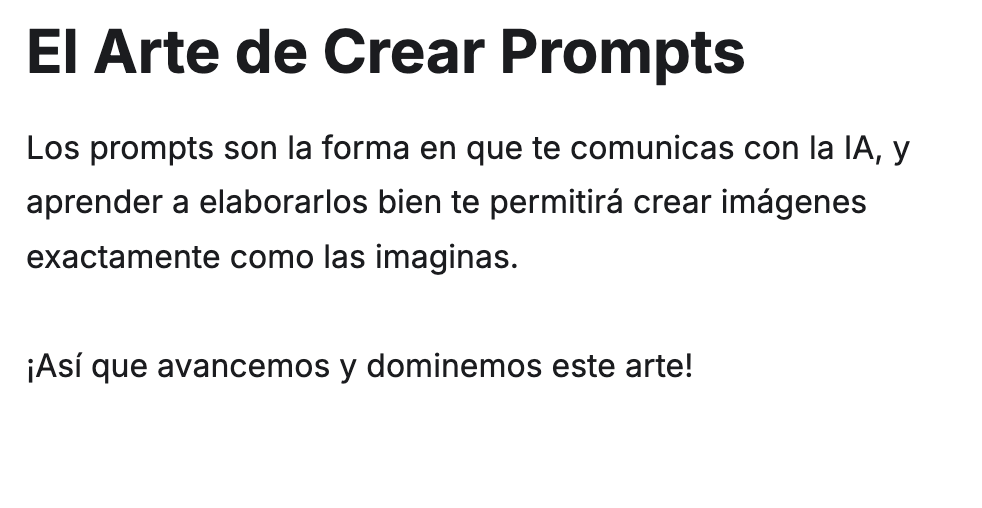 El Arte de Crear Prompts
Los prompts son la forma en que te comunicas con la IA, y
aprender a elaborarlos bien te permitirá crear imágenes
exactamente como las imaginas.
¡Así que avancemos y dominemos este arte!